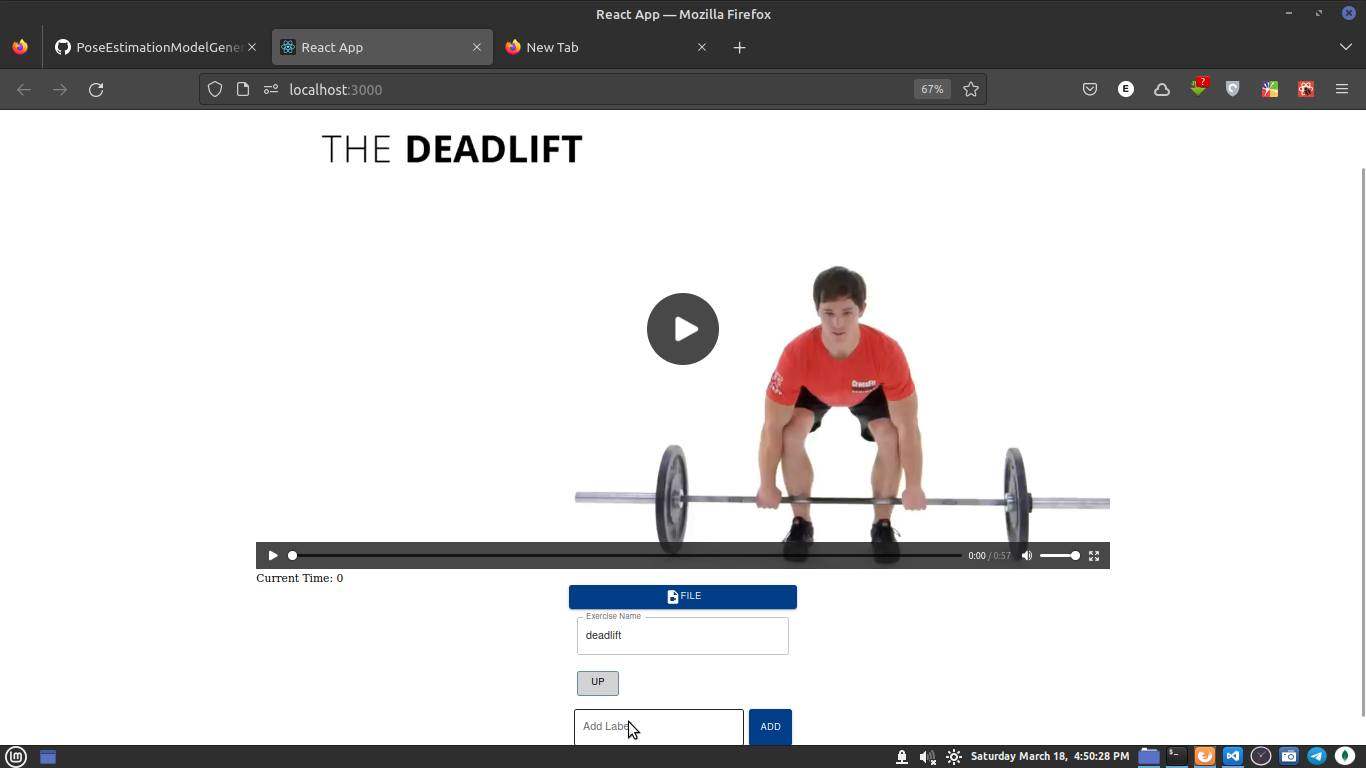 React App — Mozilla Firefox
PoseEstimationModelGene
React App
New Tab
localhost:3000
67%
E
?
THE DEADLIFT
CrossFit
0:00 / 0:57
Current Time: 0
FILE
Exercise Name
deadlift
UP
Add Label
ADD
Saturday March 18, 4:50:28 PM